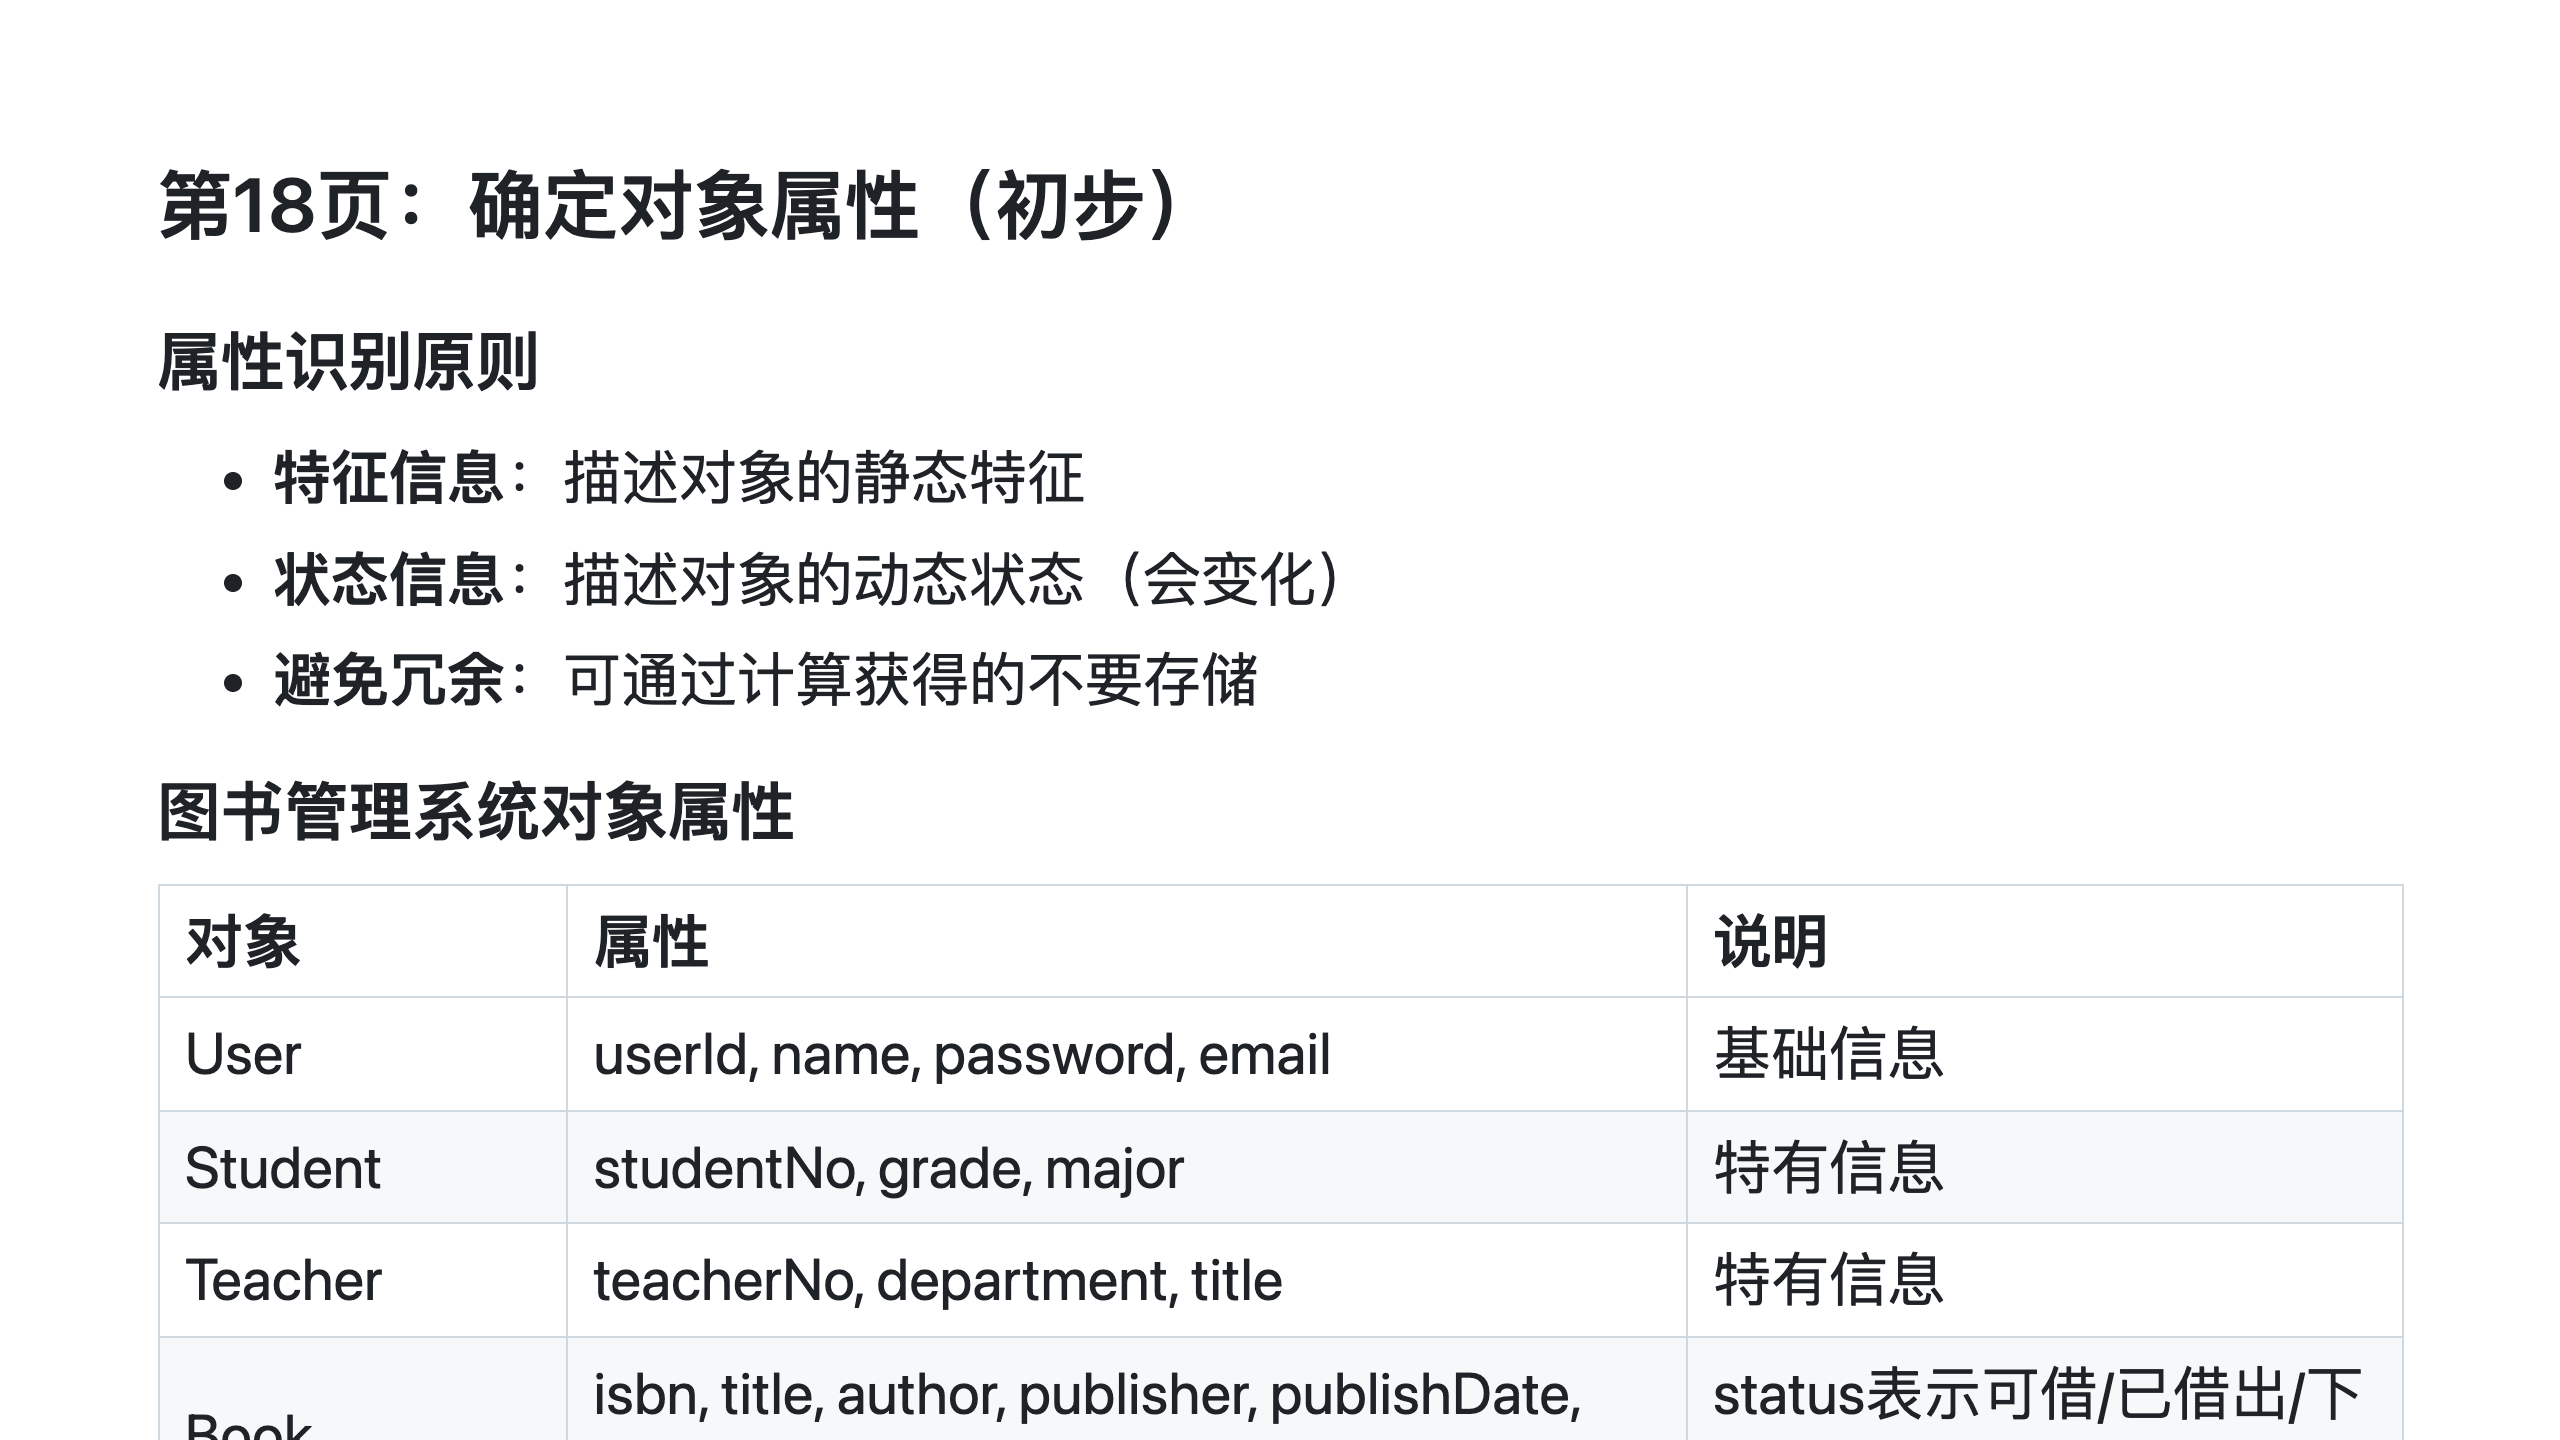 第18页：确定对象属性（初步）
属性识别原则
• 特征信息：描述对象的静态特征
• 状态信息：描述对象的动态状态（会变化）
• 避免冗余：可通过计算获得的不要存储
图书管理系统对象属性
对象 属性 说明
User userId, name, password, email 基础信息
Student studentNo, grade, major 特有信息
Teacher teacherNo, department, title 特有信息
Book isbn, title, author, publisher, publishDate, status表示可借/已借出/下